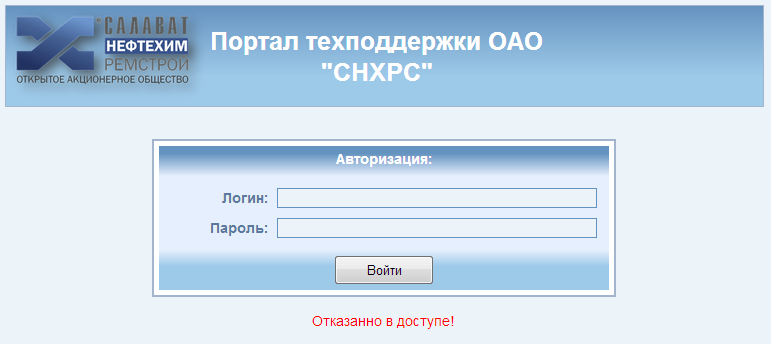 САЛАВАТ
НЕФТЕХИМ
РЕМСТРОЙ
ОТКРЫТОЕ АКЦИОНЕРНОЕ ОБЩЕСТВО
Портал техподдержки ОАО
"СНХРС"
Авторизация:
Логин:
Пароль:
Войти
Отказанно в доступе!